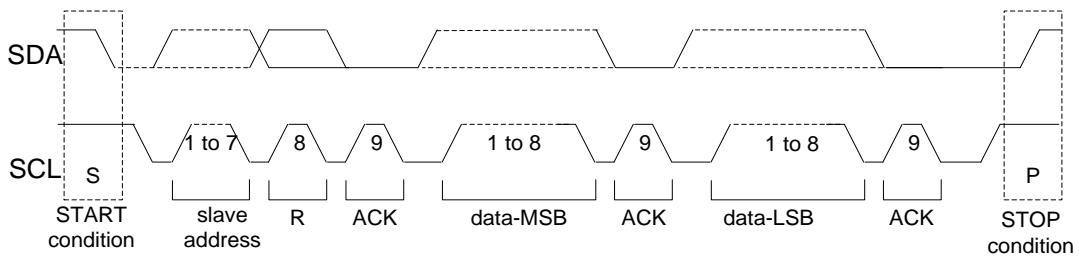 SDA
SCL
1 to 7
8
9
1 to 8
9
1 to 8
9
S
P
START
condition
slave
address
R
ACK
data-MSB
ACK
data-LSB
ACK
STOP
condition